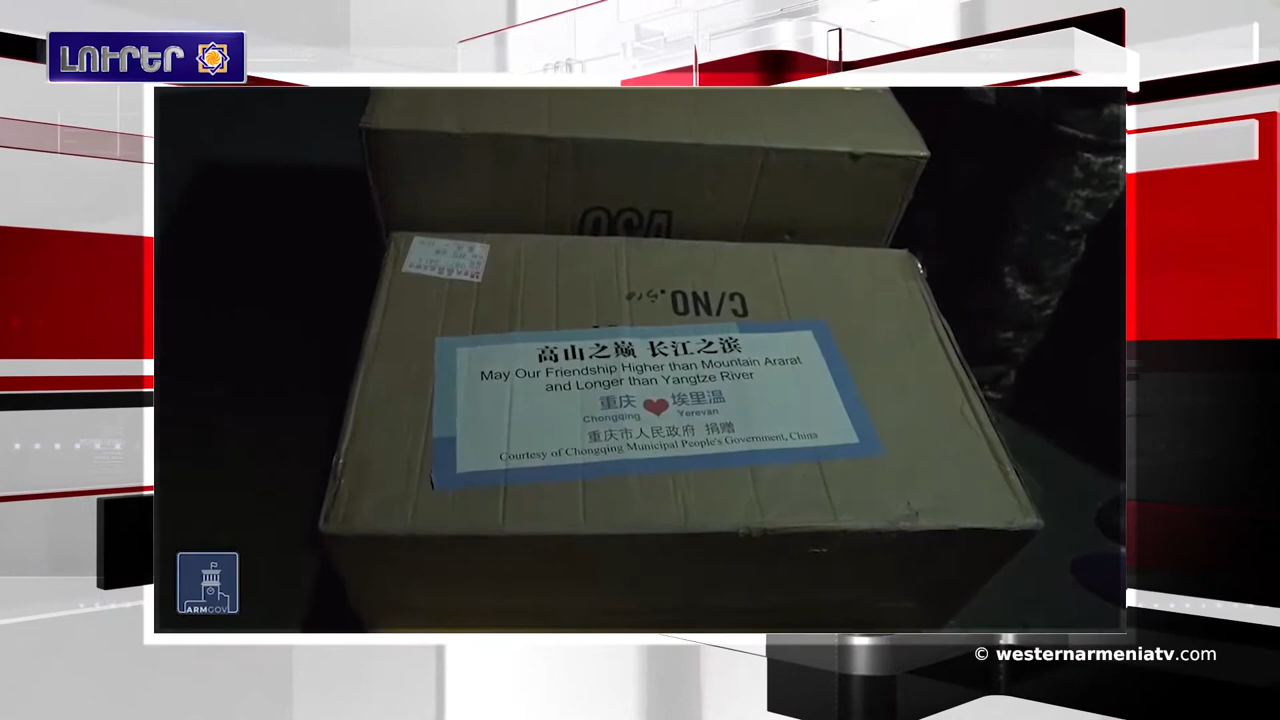 ԼՈՒՐԵՐ
C/NO.
高山之巅 长江之滨
May Our Friendship Higher than Mountain Ararat
and Longer than Yangtze River
重庆 埃里温
Chongqing Yerevan
重庆市人民政府 捐赠
Courtesy of Chongqing Municipal People's Government, China
ARMGOV
© westernarmeniatv.com